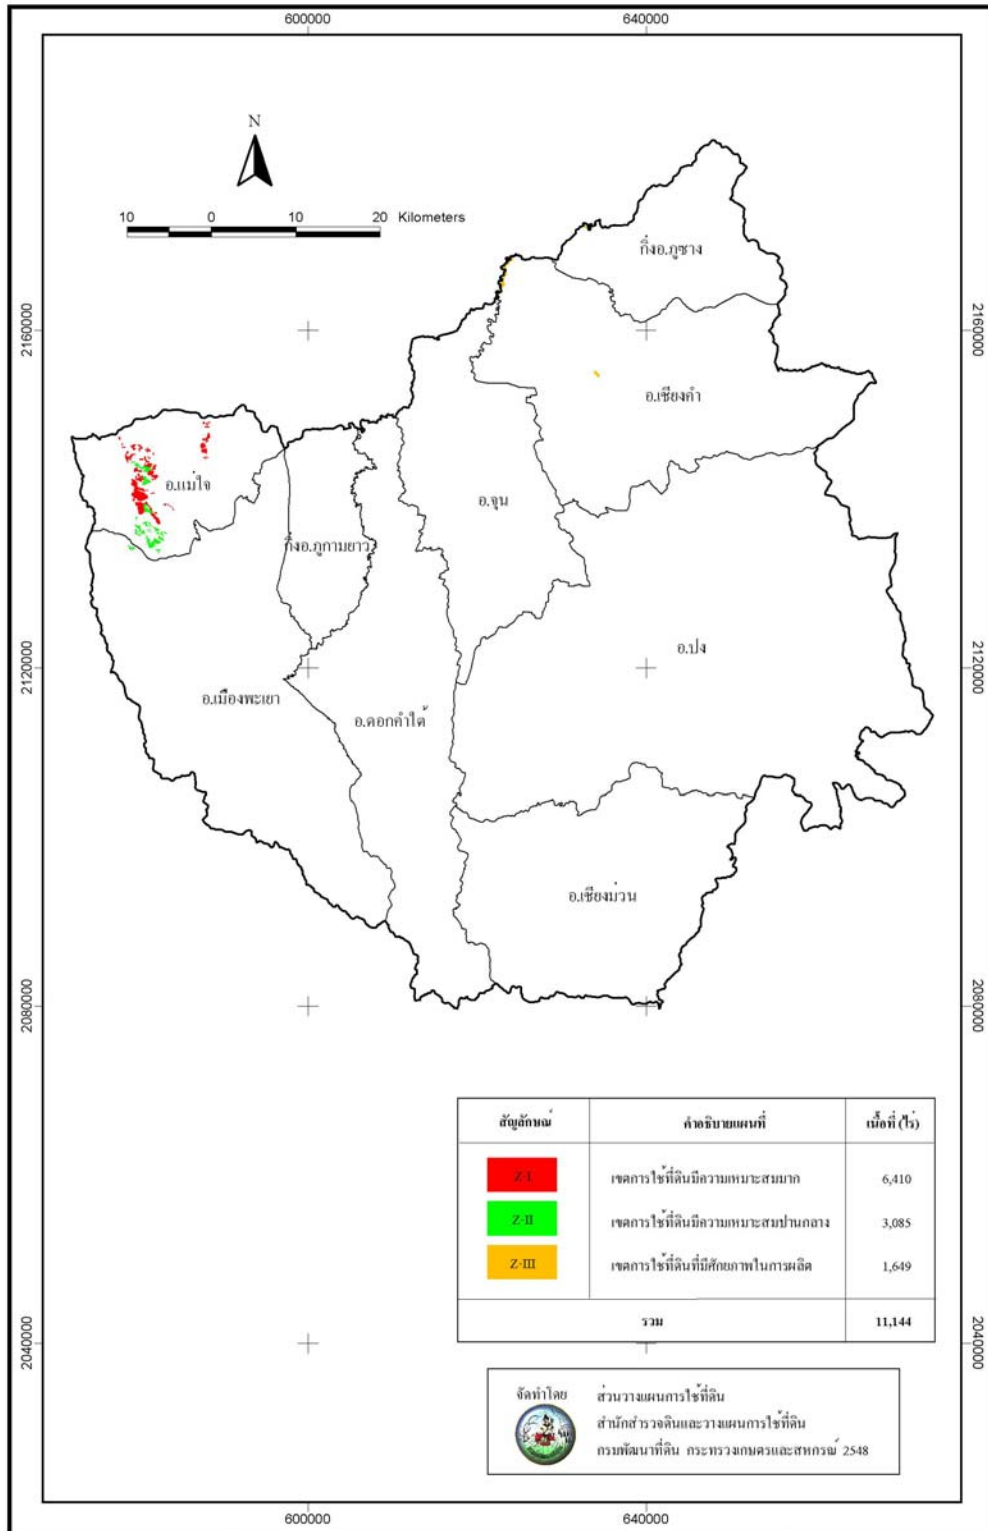 600000 640000
N
10 0 10 20 Kilometers
กิ่งอ.ภูซาง
2160000 2160000
อ.เชียงคำ
อ.แม่ใจ
อ.จุน
กิ่งอ.ภูกามยาว
อ.ปง
2120000 2120000
อ.เมืองพะเยา
อ.ดอกคำใต้
อ.เชียงม่วน
2080000 2080000
สัญลักษณ์ คำอธิบายแผนที่ เนื้อที่ (ไร่)
Z-I เขตการใช้ที่ดินมีความเหมาะสมมาก 6,410
Z-II เขตการใช้ที่ดินมีความเหมาะสมปานกลาง 3,085
Z-III เขตการใช้ที่ดินที่มีศักยภาพในการผลิต 1,649
รวม 11,144
2040000 2040000
จัดทำโดย ส่วนวางแผนการใช้ที่ดิน
สำนักสำรวจดินและวางแผนการใช้ที่ดิน
กรมพัฒนาที่ดิน กระทรวงเกษตรและสหกรณ์ 2548
600000 640000